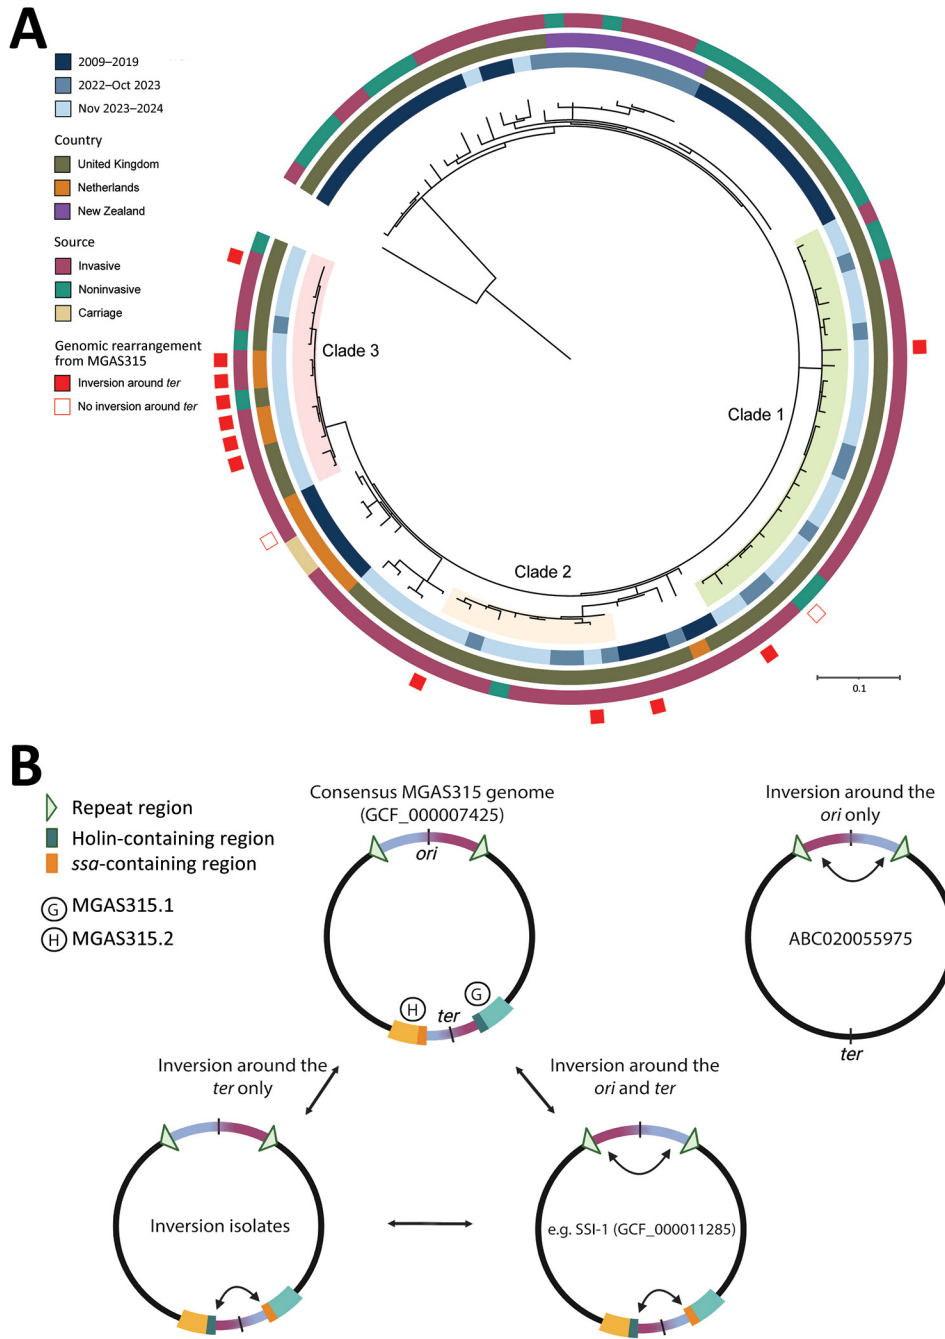 A
2009–2019
2022–Oct 2023
Nov 2023–2024
Country
United Kingdom
Netherlands
New Zealand
Source
Invasive
Noninvasive
Carriage
Genomic rearrangement
from MGAS315
Inversion around ter
No inversion around ter
Clade 3
Clade 1
Clade 2
0.1
B
Repeat region
Holin-containing region
ssa-containing region
G MGAS315.1
H MGAS315.2
Consensus MGAS315 genome
(GCF_000007425)
ori
H
ter
G
Inversion around the
ori only
ABC020055975
ter
Inversion around the
ter only
Inversion isolates
Inversion around the
ori and ter
e.g. SSI-1 (GCF_000011285)